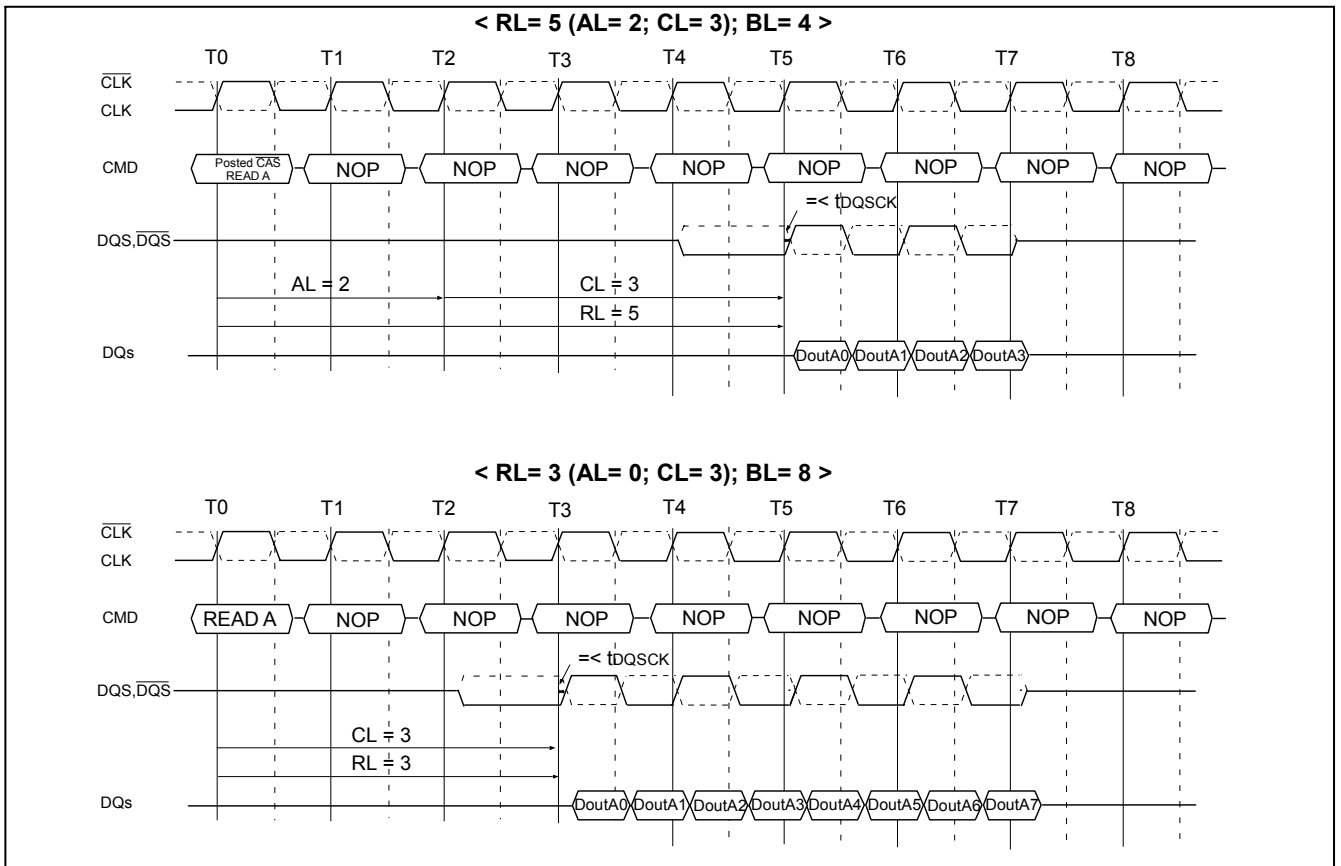 < RL= 5 (AL= 2; CL= 3); BL= 4 >
T0 T1 T2 T3 T4 T5 T6 T7 T8
CLK
CLK
CMD Posted CAS READ A NOP NOP NOP NOP NOP NOP NOP NOP
=< tDQSCK
DQS,DQS
AL = 2 CL = 3
RL = 5
DQs DoutA0 DoutA1 DoutA2 DoutA3
< RL= 3 (AL= 0; CL= 3); BL= 8 >
T0 T1 T2 T3 T4 T5 T6 T7 T8
CLK
CLK
CMD READ A NOP NOP NOP NOP NOP NOP NOP NOP
=< tDQSCK
DQS,DQS
CL = 3
RL = 3
DQs DoutA0 DoutA1 DoutA2 DoutA3 DoutA4 DoutA5 DoutA6 DoutA7